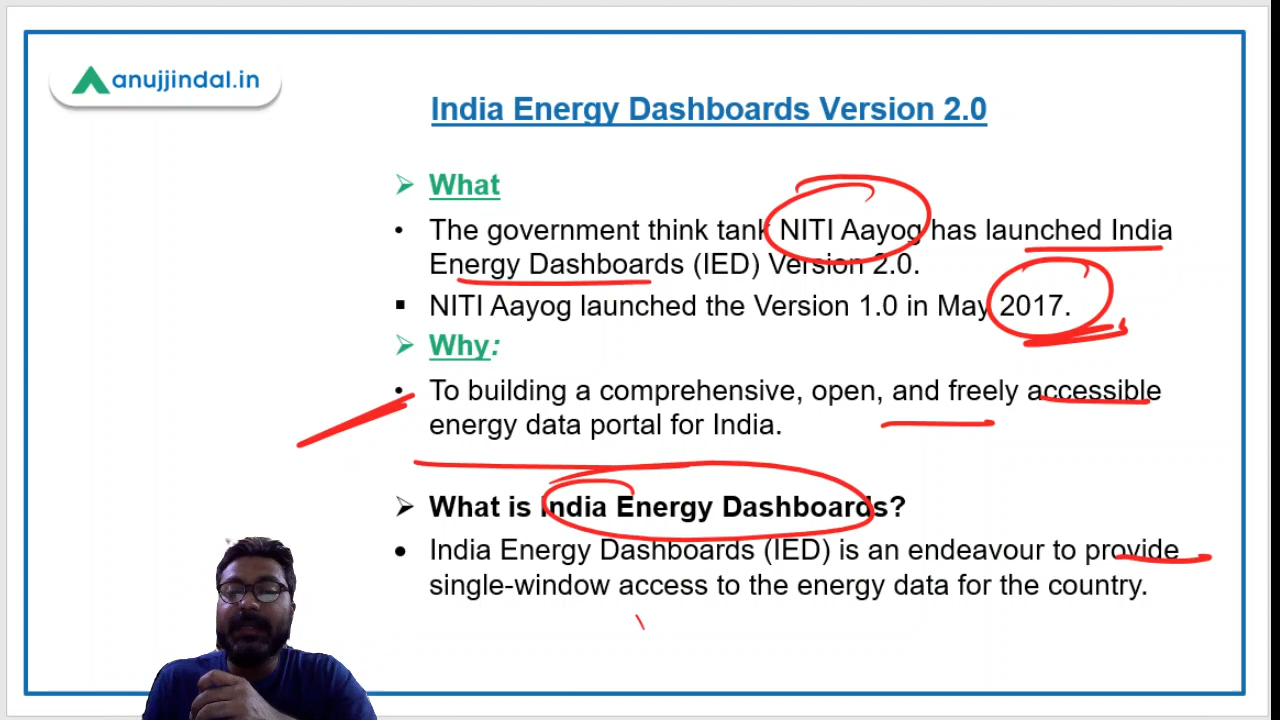 anujjindal.in
India Energy Dashboards Version 2.0
➢ What
• The government think tank NITI Aayog has launched India
Energy Dashboards (IED) Version 2.0.
▪ NITI Aayog launched the Version 1.0 in May 2017.
➢ Why:
• To building a comprehensive, open, and freely accessible
energy data portal for India.
➢ What is India Energy Dashboards?
• India Energy Dashboards (IED) is an endeavour to provide
single-window access to the energy data for the country.